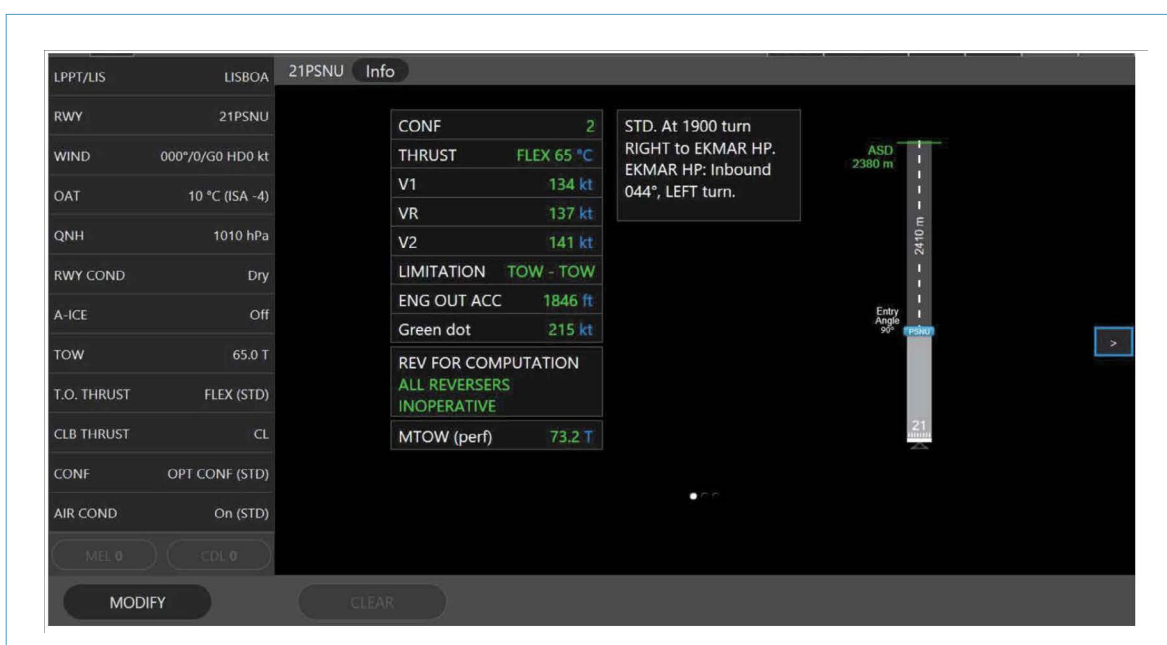 LPPT/LIS LISBOA
RWY 21PSNU
WIND 000°/0/G0 HD0 kt
OAT 10 °C (ISA -4)
QNH 1010 hPa
RWY COND Dry
A-ICE Off
TOW 65.0 T
T.O. THRUST FLEX (STD)
CLB THRUST CL
CONF OPT CONF (STD)
AIR COND On (STD)
MEL 0 CDL 0
MODIFY CLEAR
21PSNU Info
CONF 2
THRUST FLEX 65 °C
V1 134 kt
VR 137 kt
V2 141 kt
LIMITATION TOW - TOW
ENG OUT ACC 1846 ft
Green dot 215 kt
REV FOR COMPUTATION
ALL REVERSERS
INOPERATIVE
MTOW (perf) 73.2 T
STD. At 1900 turn
RIGHT to EKMAR HP.
EKMAR HP: Inbound
044°, LEFT turn.
ASD
2380 m
2410 m
Entry
Angle
90°
PSNU
21
>